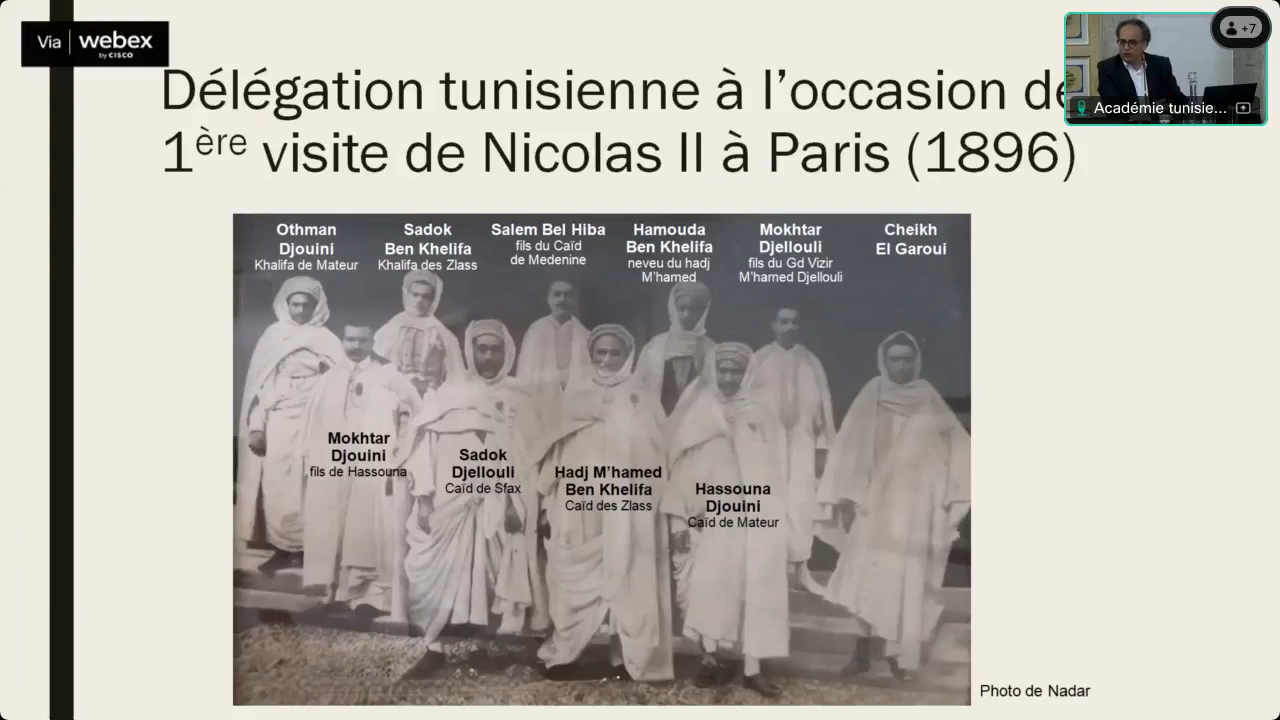 Via webex
by CISCO
+7
Académie tunisie...
Délégation tunisienne à l'occasion de
1ère visite de Nicolas II à Paris (1896)
Othman
Djouini
Khalifa de Mateur
Sadok
Ben Khelifa
Khalifa des Zlass
Salem Bel Hiba
fils du Caïd
de Medenine
Hamouda
Ben Khelifa
neveu du hadj
M'hamed
Mokhtar
Djellouli
fils du Gd Vizir
M'hamed Djellouli
Cheikh
El Garoui
Mokhtar
Djouini
fils de Hassouna
Sadok
Djellouli
Caïd de Sfax
Hadj M'hamed
Ben Khelifa
Caïd des Zlass
Hassouna
Djouini
Caïd de Mateur
Photo de Nadar